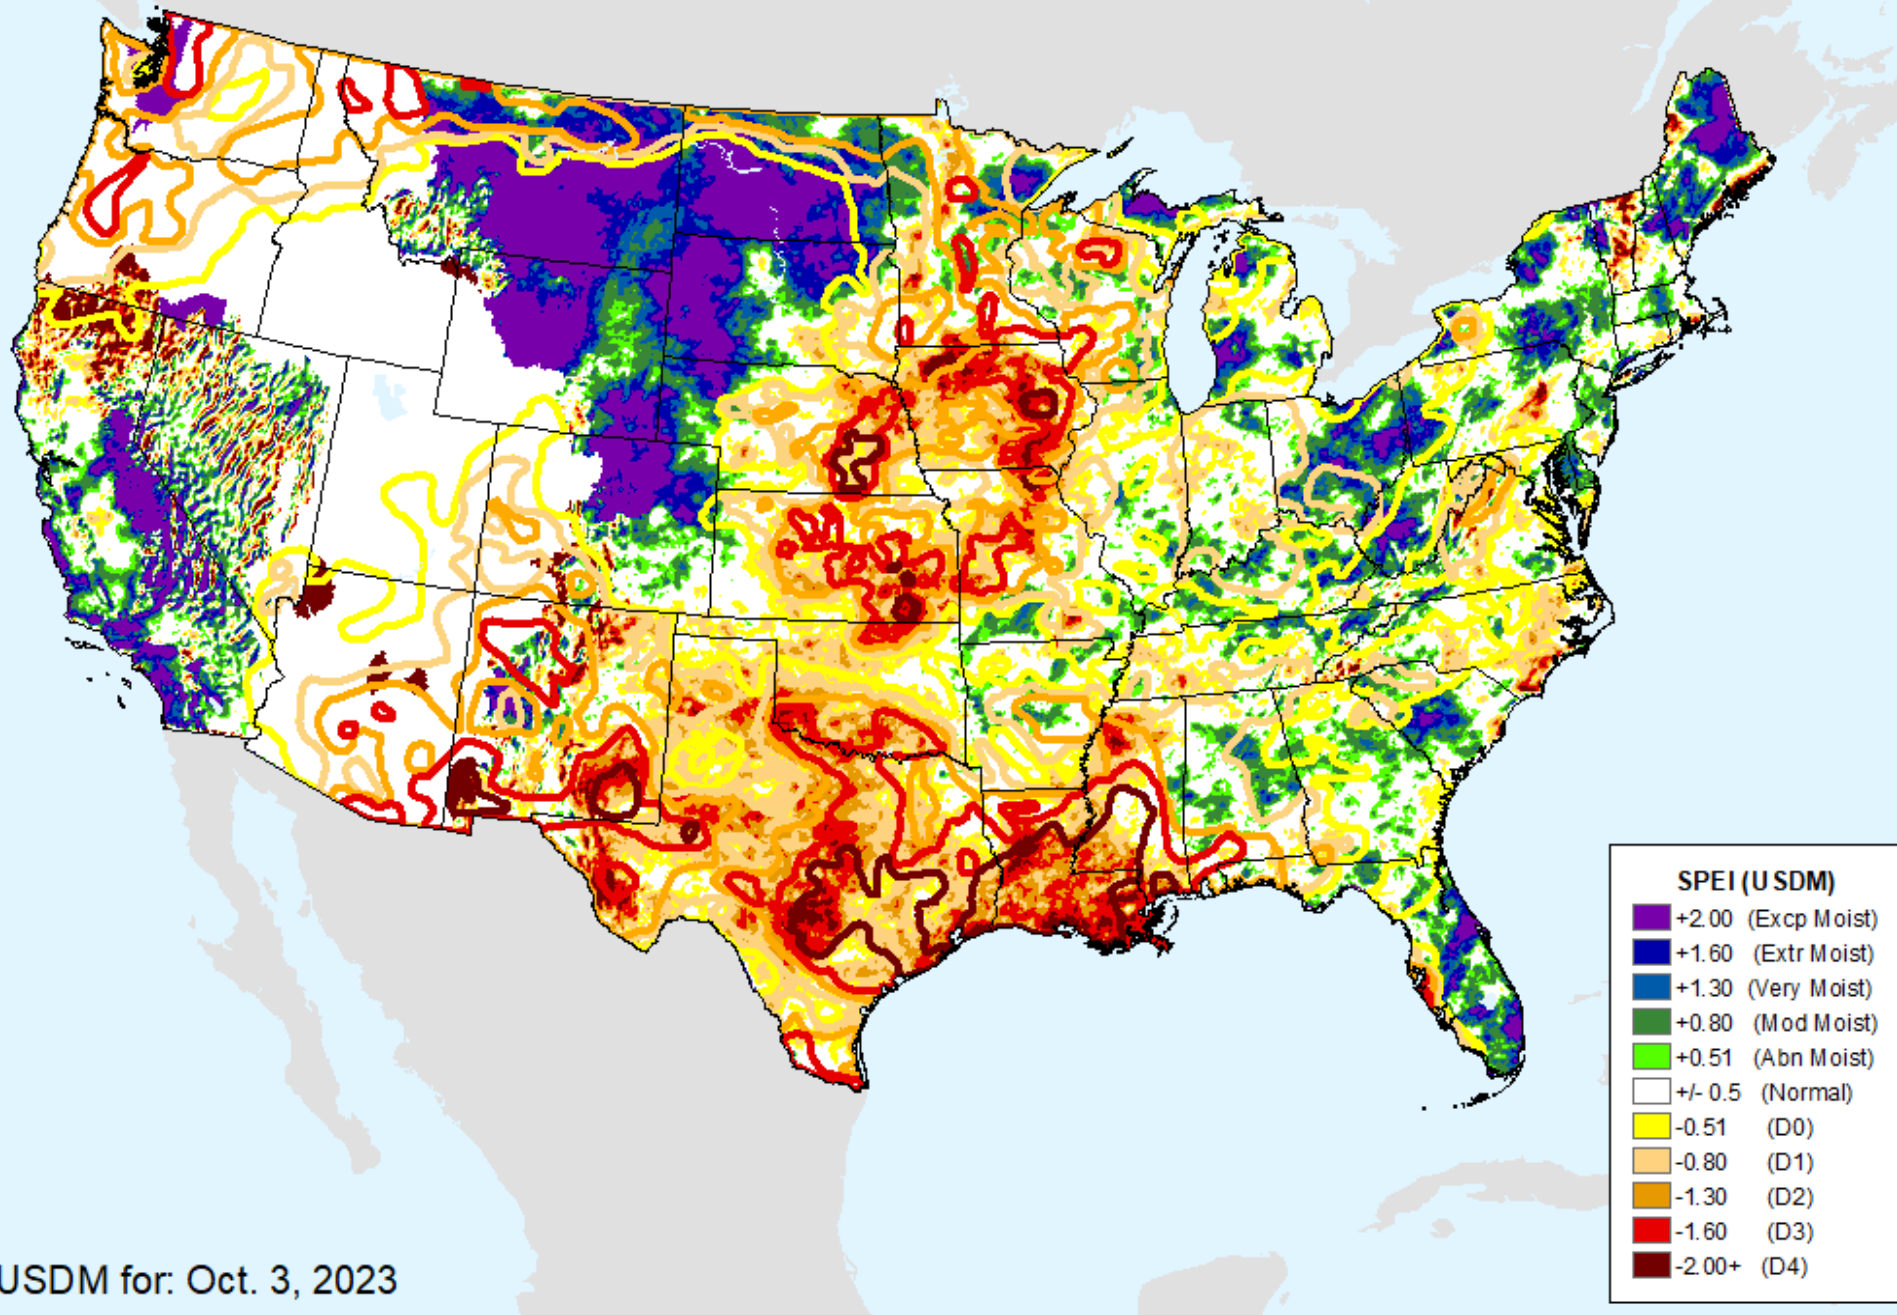 SPEI (USDM)
+2.00 (Excp Moist)
+1.60 (Extr Moist)
+1.30 (Very Moist)
+0.80 (Mod Moist)
+0.51 (Abn Moist)
+/- 0.5 (Normal)
-0.51 (D0)
-0.80 (D1)
-1.30 (D2)
-1.60 (D3)
-2.00+ (D4)
USDM for: Oct. 3, 2023